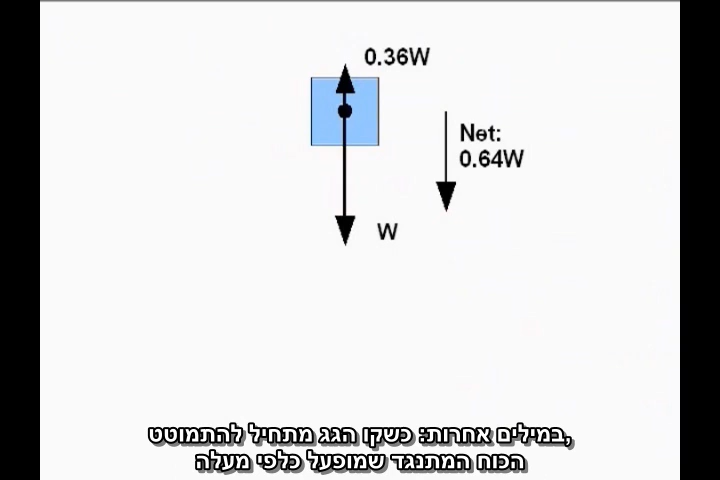 0.36W
Net:
0.64W
W
במילים אחרות: כשקו הגג מתחיל להתמוטט,
הכוח המתנגד שמופעל כלפי מעלה